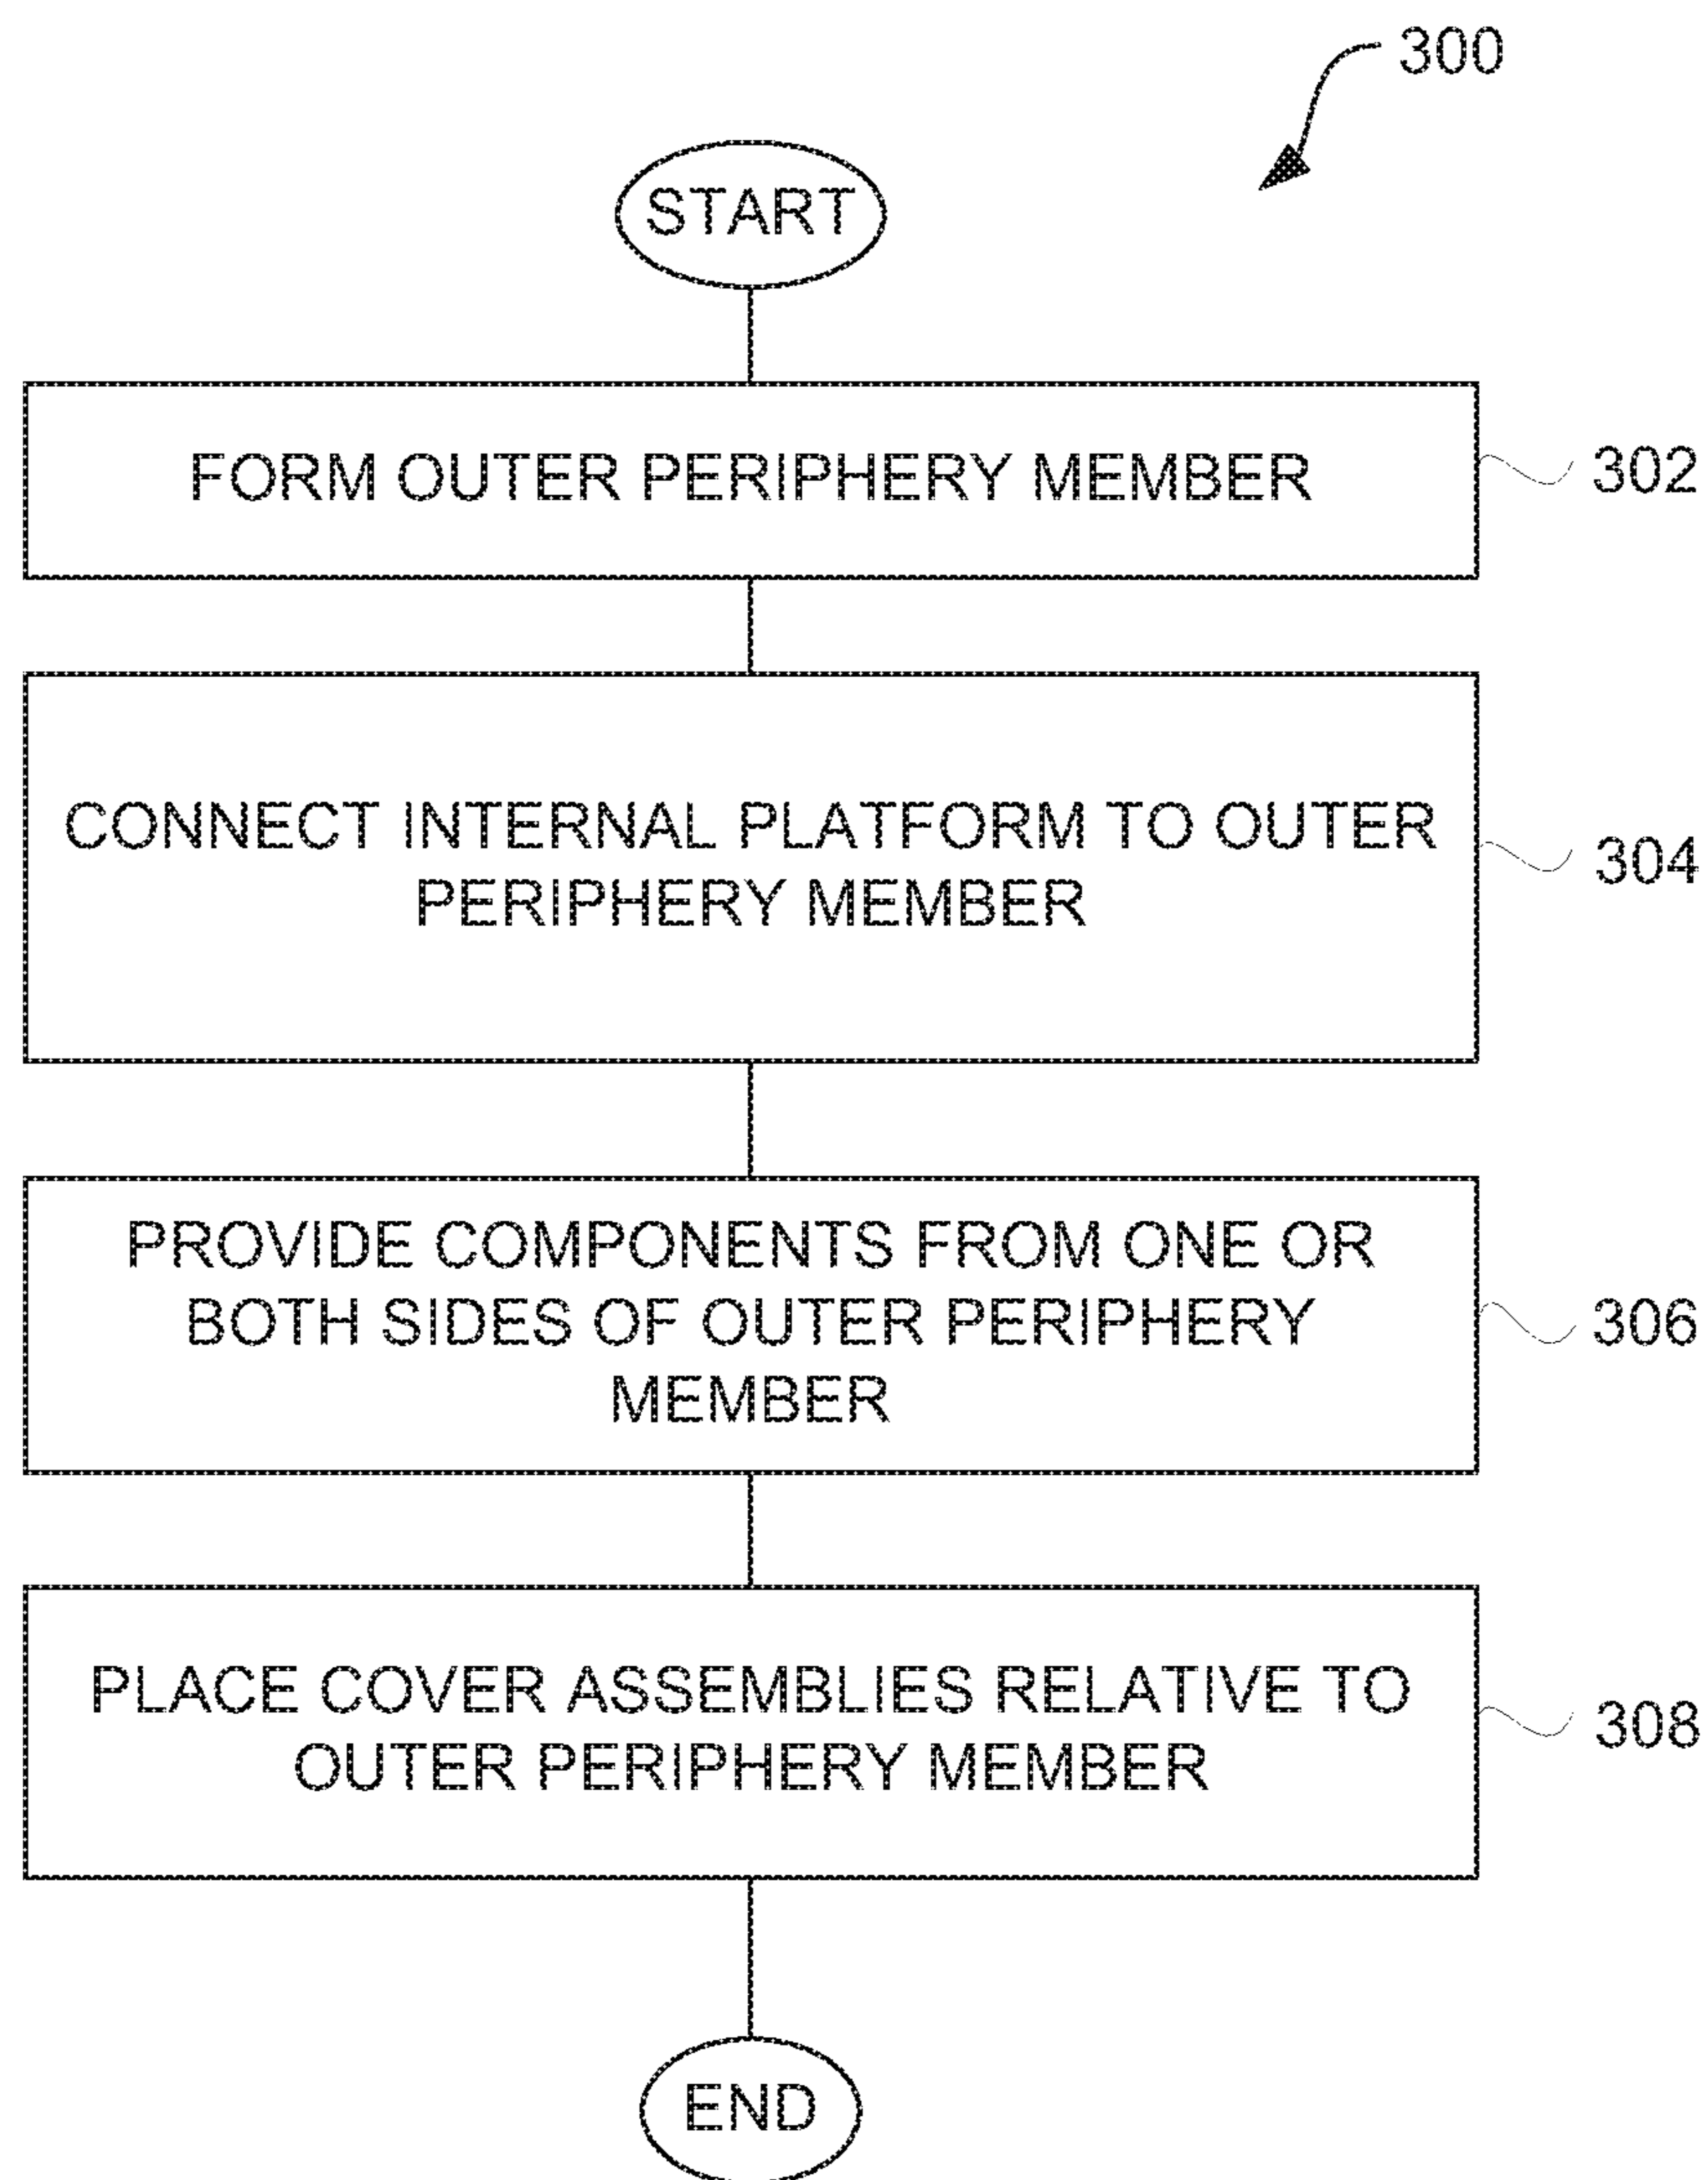 300
START
FORM OUTER PERIPHERY MEMBER
302
CONNECT INTERNAL PLATFORM TO OUTER
PERIPHERY MEMBER
304
PROVIDE COMPONENTS FROM ONE OR
BOTH SIDES OF OUTER PERIPHERY
MEMBER
306
PLACE COVER ASSEMBLIES RELATIVE TO
OUTER PERIPHERY MEMBER
308
END